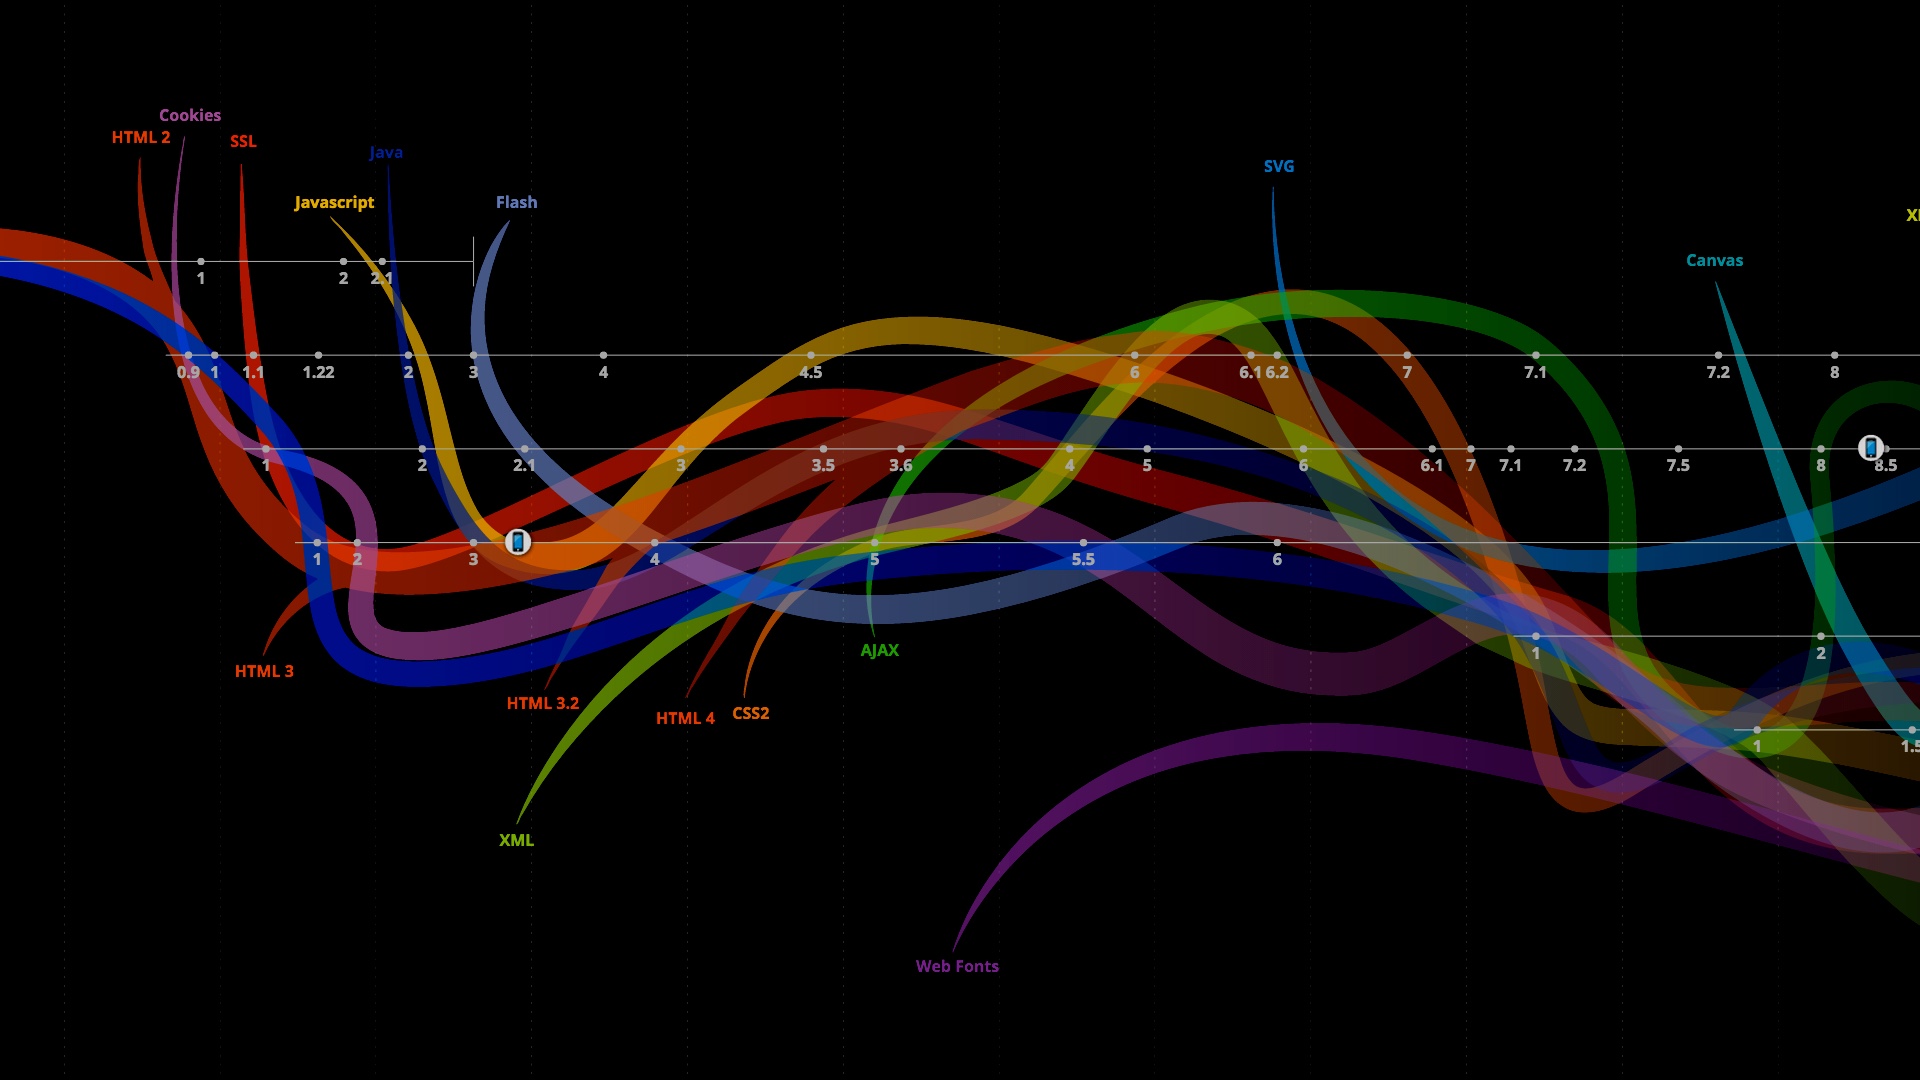 Cookies
HTML 2
SSL
Java
SVG
Javascript
Flash
Canvas
1 2 2.1
0.9 1 1.1 1.22 2 3 4 4.5 6 6.1 6.2 7 7.1 7.2 8
1 2 2.1 3 3.5 3.6 4 5 6 6.1 7 7.1 7.2 7.5 8 8.5
1 2 3 4 5 5.5 6
AJAX
1 2
HTML 3
HTML 3.2
HTML 4
CSS2
1
XML
Web Fonts